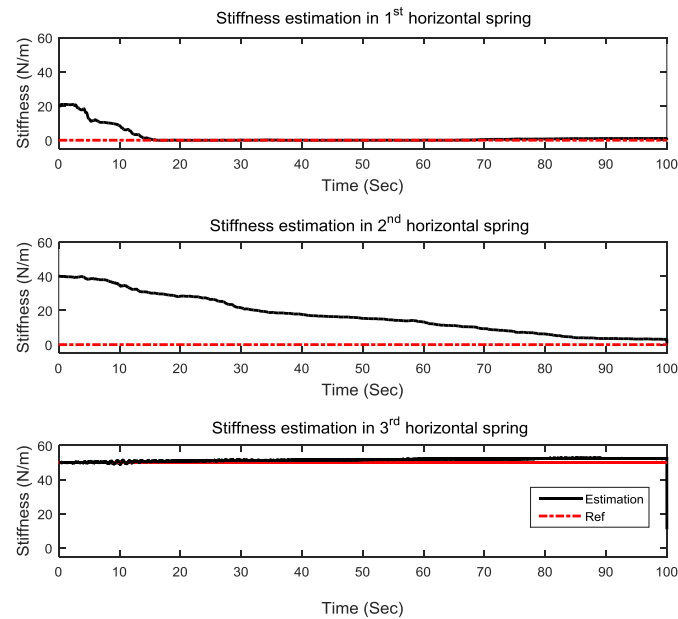 Stiffness estimation in 1st horizontal spring
Stiffness (N/m)
60
40
20
0
0 10 20 30 40 50 60 70 80 90 100
Time (Sec)
Stiffness estimation in 2nd horizontal spring
Stiffness (N/m)
60
40
20
0
0 10 20 30 40 50 60 70 80 90 100
Time (Sec)
Stiffness estimation in 3rd horizontal spring
Stiffness (N/m)
60
40
20
0
Estimation
Ref
0 10 20 30 40 50 60 70 80 90 100
Time (Sec)